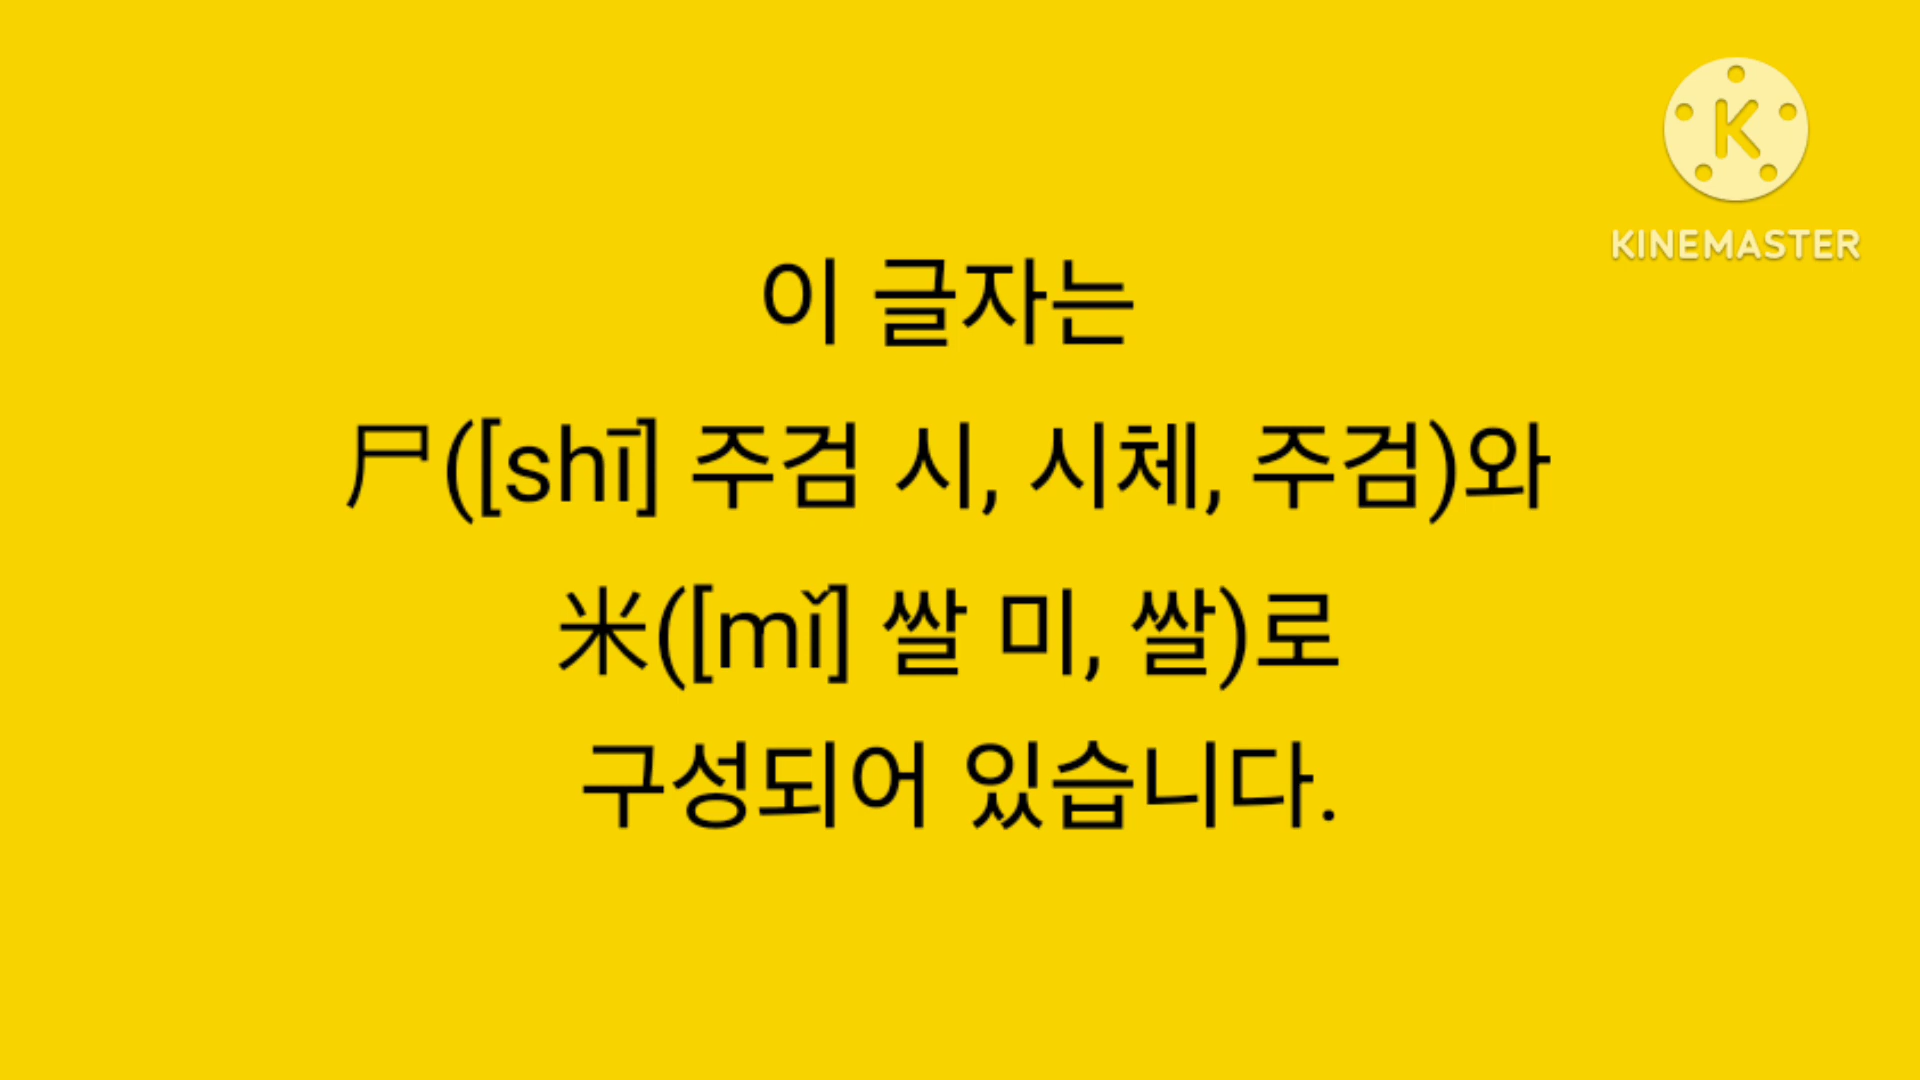 KINEMASTER
이 글자는
尸([shī] 주검 시, 시체, 주검)와
米([mǐ] 쌀 미, 쌀)로
구성되어 있습니다.